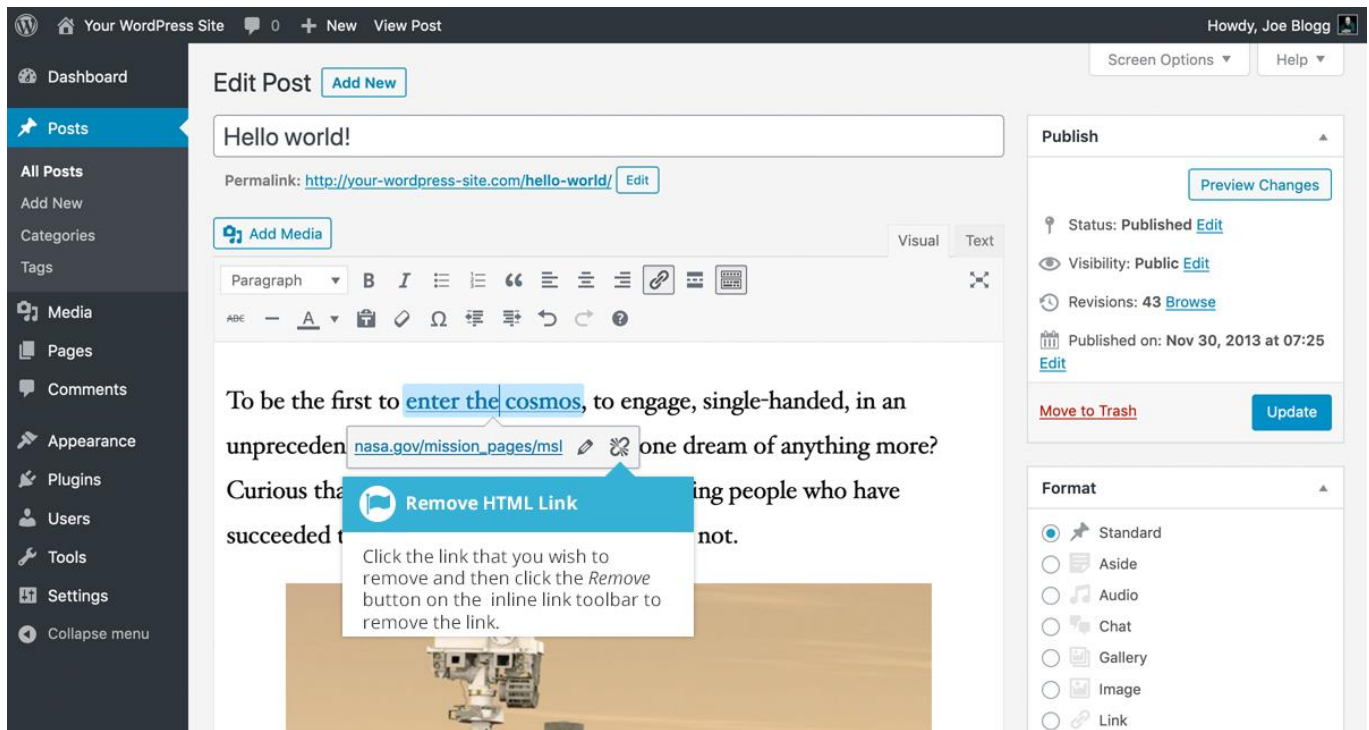 Your WordPress Site 0 + New View Post Howdy, Joe Blogg
Dashboard
Posts
All Posts
Add New
Categories
Tags
Media
Pages
Comments
Appearance
Plugins
Users
Tools
Settings
Collapse menu
Screen Options ▼ Help ▼
Edit Post Add New
Hello world!
Permalink: http://your-wordpress-site.com/hello-world/ Edit
Add Media
Visual Text
Paragraph B I
ABC A Ω
To be the first to enter the cosmos, to engage, single-handed, in an
unpreceden nasa.gov/mission_pages/msl one dream of anything more?
Curious tha ing people who have
succeeded t not.
Remove HTML Link
Click the link that you wish to
remove and then click the Remove
button on the inline link toolbar to
remove the link.
Publish
Preview Changes
Status: Published Edit
Visibility: Public Edit
Revisions: 43 Browse
Published on: Nov 30, 2013 at 07:25
Edit
Move to Trash Update
Format
Standard
Aside
Audio
Chat
Gallery
Image
Link